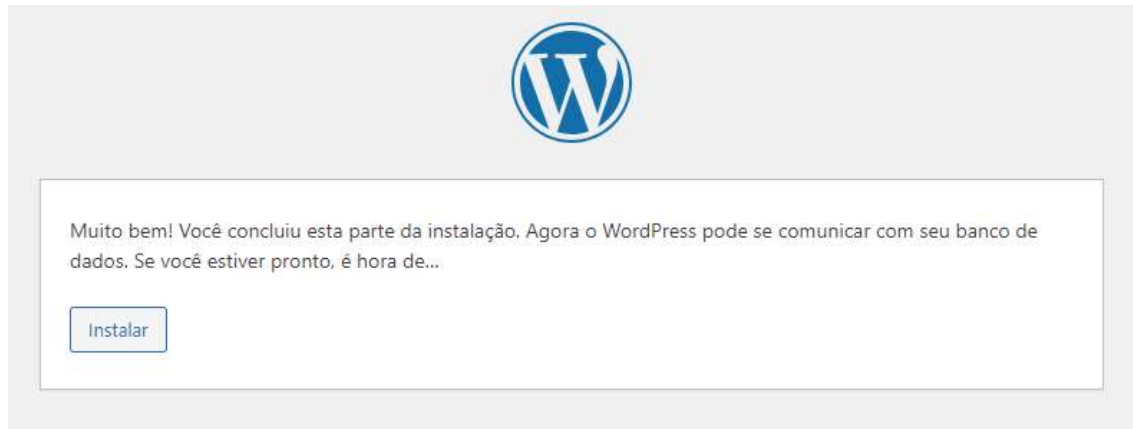 Muito bem! Você concluiu esta parte da instalação. Agora o WordPress pode se comunicar com seu banco de
dados. Se você estiver pronto, é hora de...
Instalar